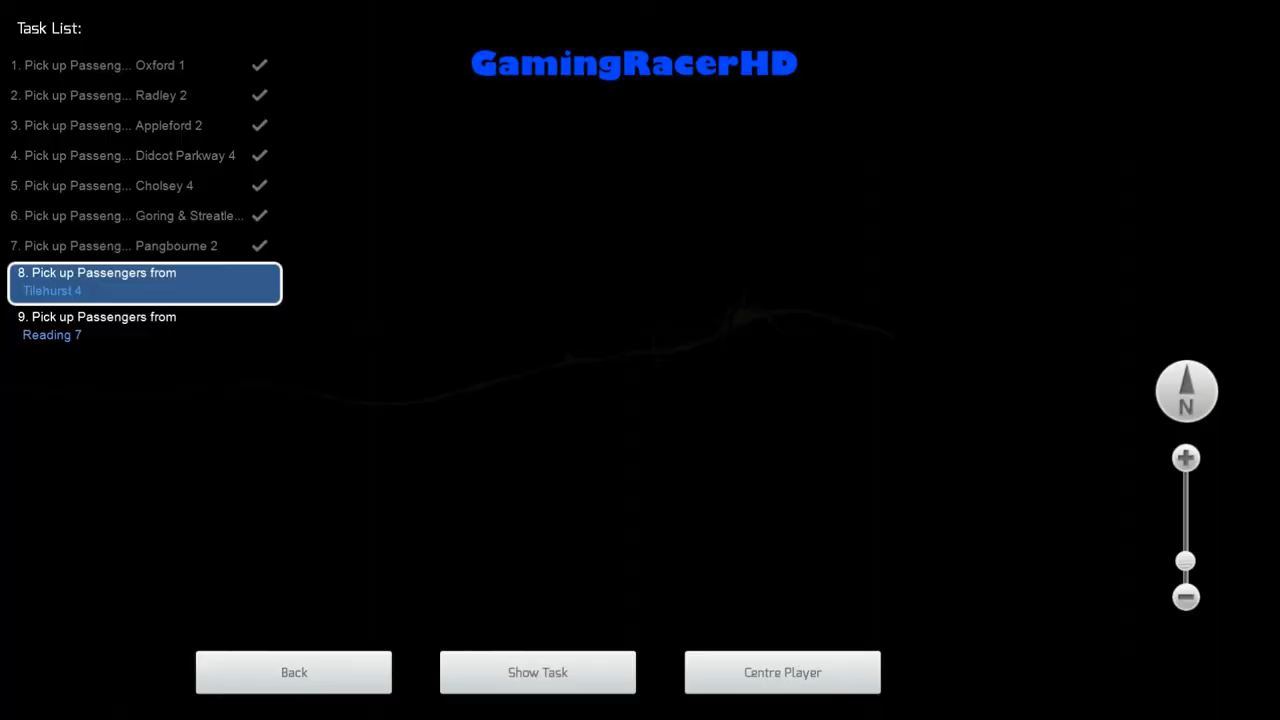 Task List:
GamingRacerHD
1. Pick up Passeng... Oxford 1
2. Pick up Passeng... Radley 2
3. Pick up Passeng... Appleford 2
4. Pick up Passeng... Didcot Parkway 4
5. Pick up Passeng... Cholsey 4
6. Pick up Passeng... Goring & Streatle...
7. Pick up Passeng... Pangbourne 2
8. Pick up Passengers from
Tilehurst 4
9. Pick up Passengers from
Reading 7
N
Back
Show Task
Centre Player